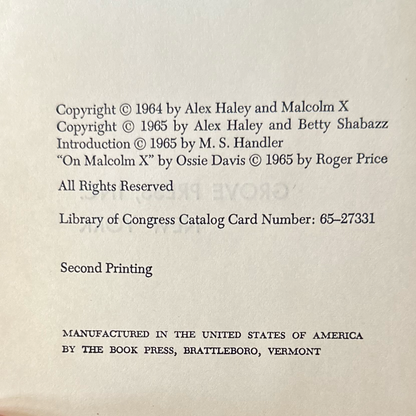 Copyright © 1964 by Alex Haley and Malcolm X
Copyright © 1965 by Alex Haley and Betty Shabazz
Introduction © 1965 by M. S. Handler
"On Malcolm X" by Ossie Davis © 1965 by Roger Price
All Rights Reserved
Library of Congress Catalog Card Number: 65–27331
Second Printing
MANUFACTURED IN THE UNITED STATES OF AMERICA
BY THE BOOK PRESS, BRATTLEBORO, VERMONT